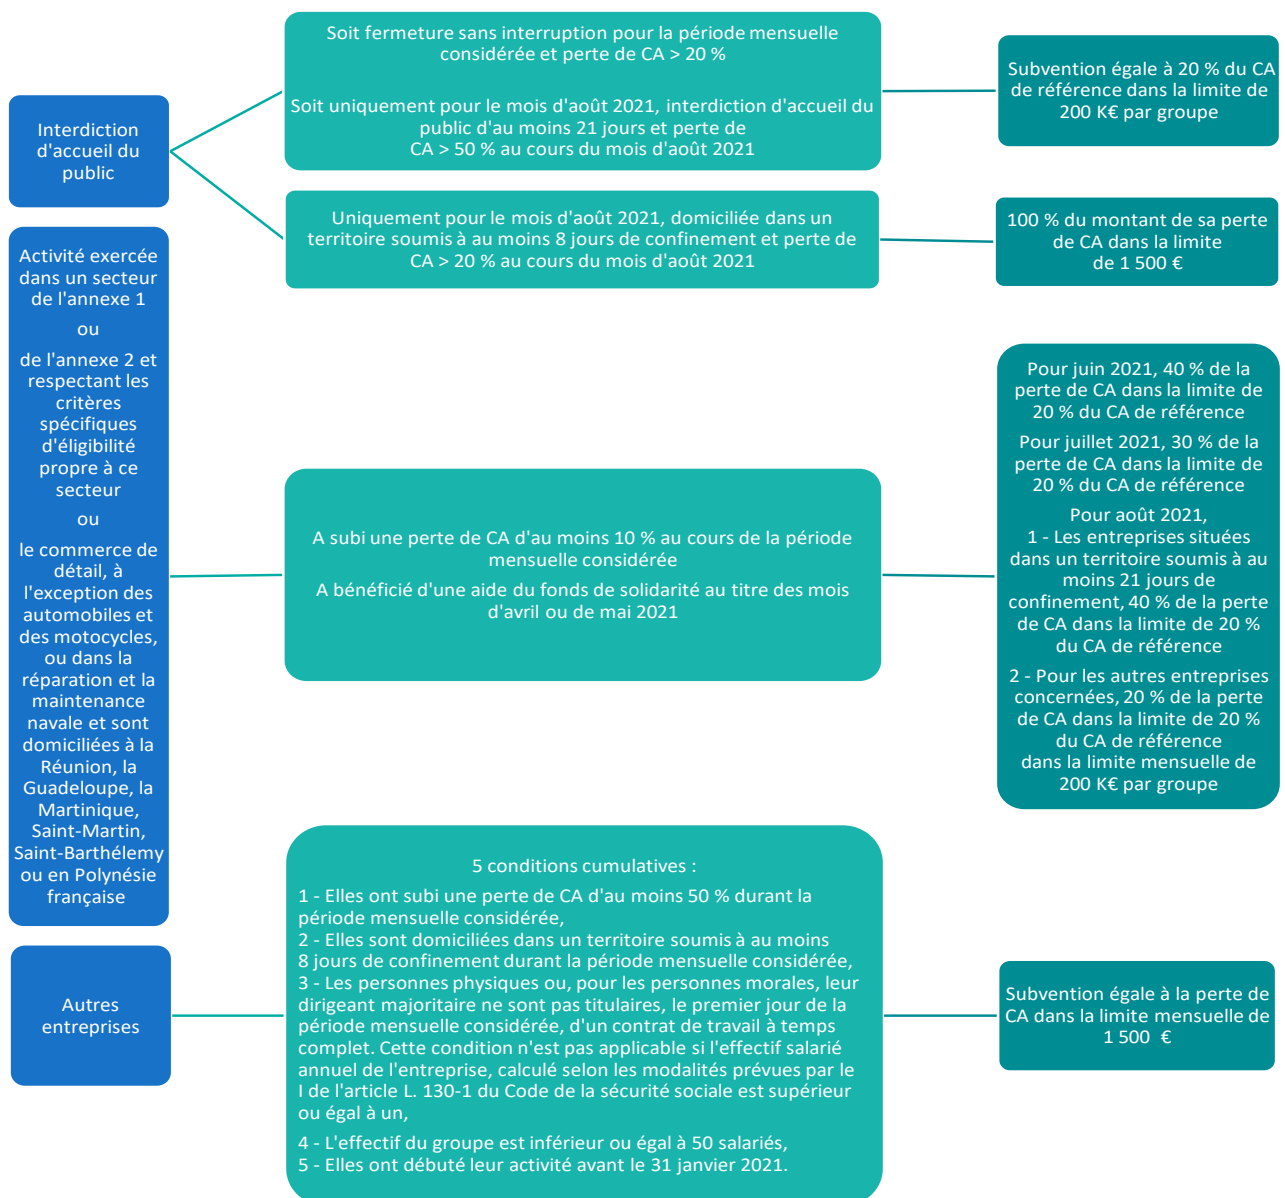 Interdiction
d'accueil du
public
Soit fermeture sans interruption pour la période mensuelle
considérée et perte de CA > 20 %
Soit uniquement pour le mois d'août 2021, interdiction d'accueil du
public d'au moins 21 jours et perte de
CA > 50 % au cours du mois d'août 2021
Subvention égale à 20 % du CA
de référence dans la limite de
200 K€ par groupe
Uniquement pour le mois d'août 2021, domiciliée dans un
territoire soumis à au moins 8 jours de confinement et perte de
CA > 20 % au cours du mois d'août 2021
100 % du montant de sa perte
de CA dans la limite
de 1 500 €
Activité exercée
dans un secteur
de l'annexe 1
ou
de l'annexe 2 et
respectant les
critères
spécifiques
d'éligibilité
propre à ce
secteur
ou
le commerce de
détail, à
l'exception des
automobiles et
des motocycles,
ou dans la
réparation et la
maintenance
navale et sont
domiciliées à la
Réunion, la
Guadeloupe, la
Martinique,
Saint-Martin,
Saint-Barthélemy
ou en Polynésie
française
A subi une perte de CA d'au moins 10 % au cours de la période
mensuelle considérée
A bénéficié d'une aide du fonds de solidarité au titre des mois
d'avril ou de mai 2021
Pour juin 2021, 40 % de la
perte de CA dans la limite de
20 % du CA de référence
Pour juillet 2021, 30 % de la
perte de CA dans la limite de
20 % du CA de référence
Pour août 2021,
1 - Les entreprises situées
dans un territoire soumis à au
moins 21 jours de
confinement, 40 % de la perte
de CA dans la limite de 20 %
du CA de référence
2 - Pour les autres entreprises
concernées, 20 % de la perte
de CA dans la limite de 20 %
du CA de référence
dans la limite mensuelle de
200 K€ par groupe
Autres
entreprises
5 conditions cumulatives :
1 - Elles ont subi une perte de CA d'au moins 50 % durant la
période mensuelle considérée,
2 - Elles sont domiciliées dans un territoire soumis à au moins
8 jours de confinement durant la période mensuelle considérée,
3 - Les personnes physiques ou, pour les personnes morales, leur
dirigeant majoritaire ne sont pas titulaires, le premier jour de la
période mensuelle considérée, d'un contrat de travail à temps
complet. Cette condition n'est pas applicable si l'effectif salarié
annuel de l'entreprise, calculé selon les modalités prévues par le
I de l'article L. 130-1 du Code de la sécurité sociale est supérieur
ou égal à un,
4 - L'effectif du groupe est inférieur ou égal à 50 salariés,
5 - Elles ont débuté leur activité avant le 31 janvier 2021.
Subvention égale à la perte de
CA dans la limite mensuelle de
1 500 €